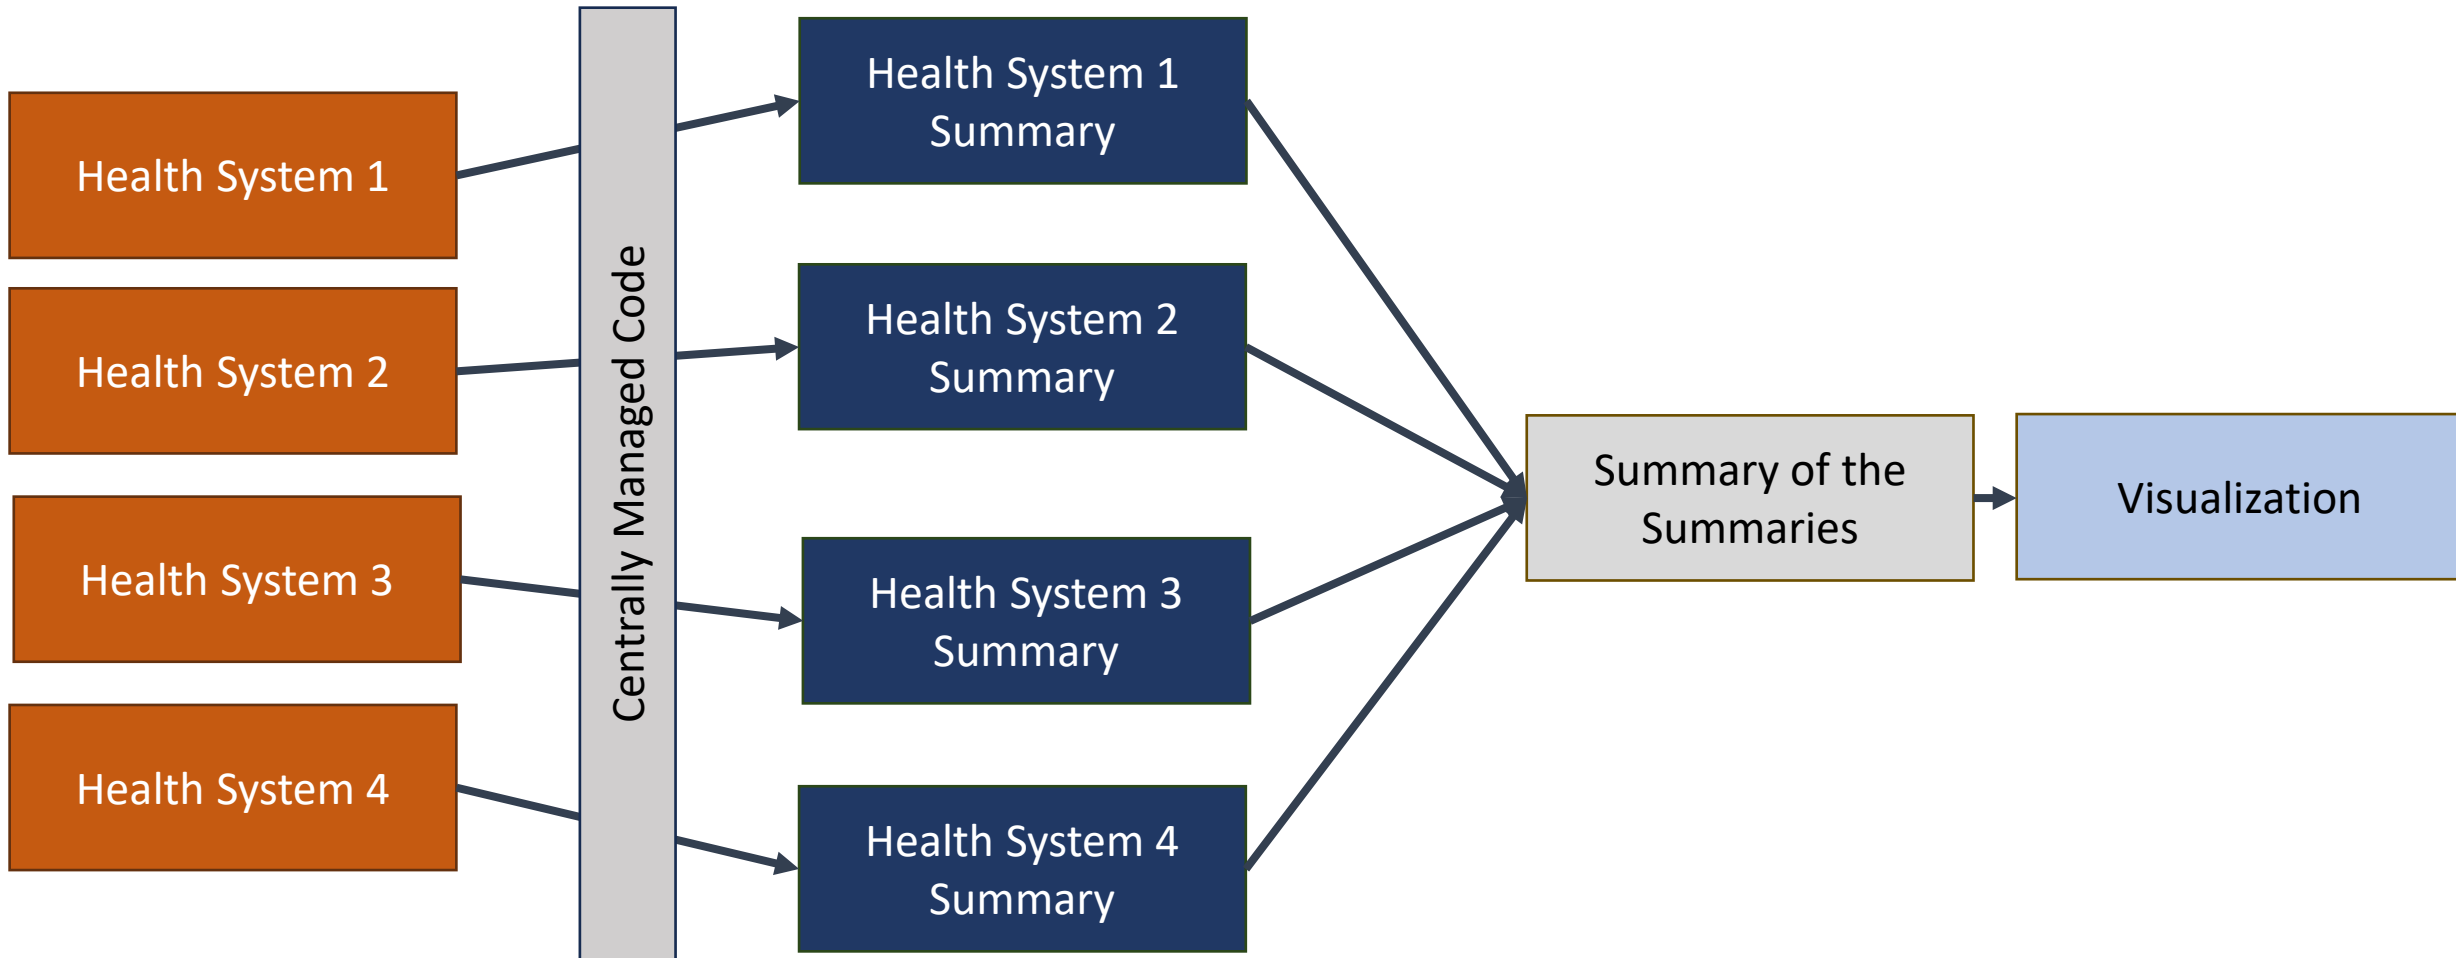 Health System 1
Health System 2
Health System 3
Health System 4
Centrally Managed Code
Health System 1
Summary
Health System 2
Summary
Health System 3
Summary
Health System 4
Summary
Summary of the
Summaries
Visualization